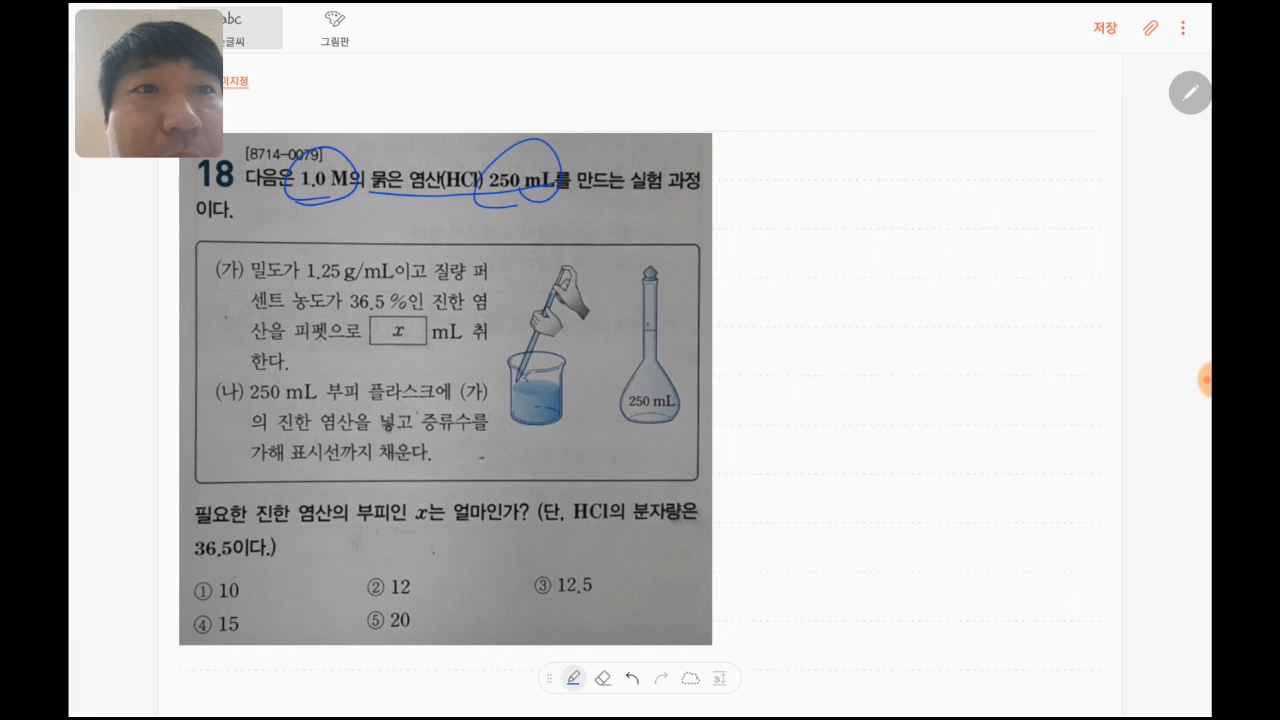 abc
글씨
그림판
저장
미지정
[8714-0079]
18 다음은 1.0 M의 묽은 염산(HCl) 250 mL를 만드는 실험 과정
이다.
(가) 밀도가 1.25 g/mL이고 질량 퍼
센트 농도가 36.5 %인 진한 염
산을 피펫으로 x mL 취
한다.
(나) 250 mL 부피 플라스크에 (가)
의 진한 염산을 넣고 증류수를
가해 표시선까지 채운다.
250 mL
필요한 진한 염산의 부피인 x는 얼마인가? (단, HCl의 분자량은
36.5이다.)
① 10 ② 12 ③ 12.5
④ 15 ⑤ 20